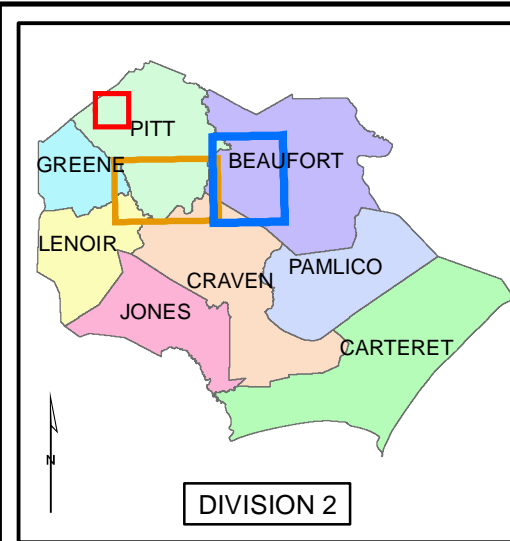 PITT
GREENE
BEAUFORT
LENOIR
PAMLICO
CRAVEN
JONES
CARTERET
N
DIVISION 2